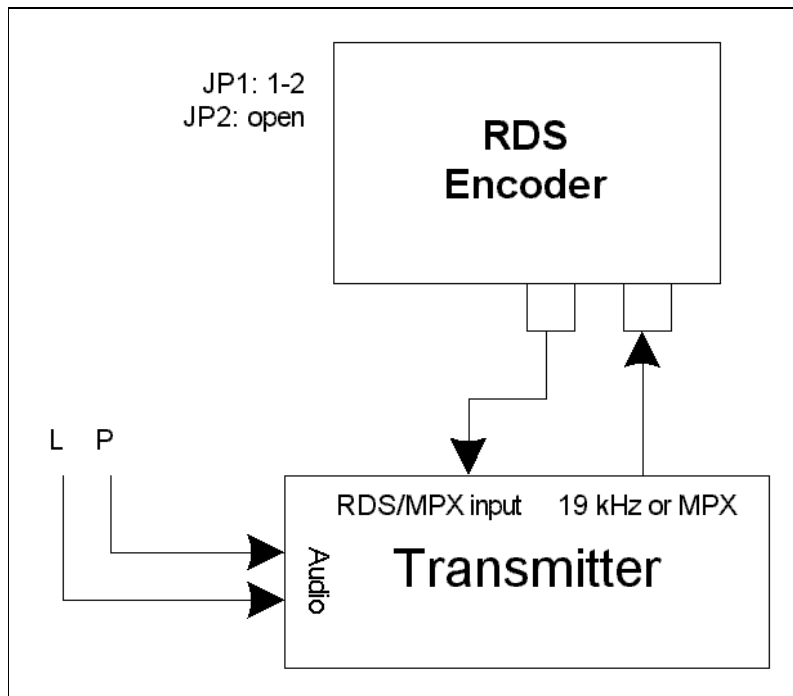 JP1: 1-2
JP2: open
RDS
Encoder
L P
RDS/MPX input 19 kHz or MPX
Audio
Transmitter